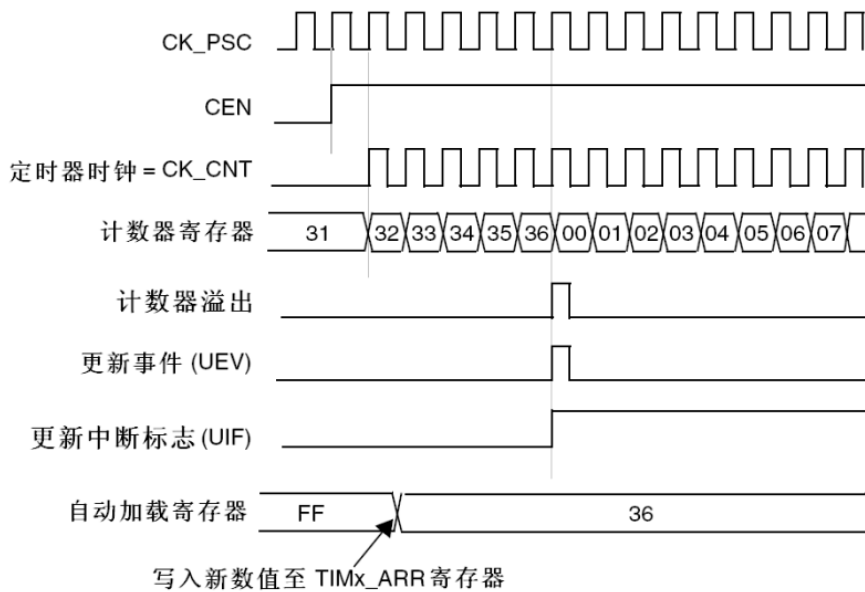 CK_PSC
CEN
定时器时钟 = CK_CNT
计数器寄存器 31 32 33 34 35 36 00 01 02 03 04 05 06 07
计数器溢出
更新事件 (UEV)
更新中断标志 (UIF)
自动加载寄存器 FF 36
写入新数值至 TIMx_ARR 寄存器